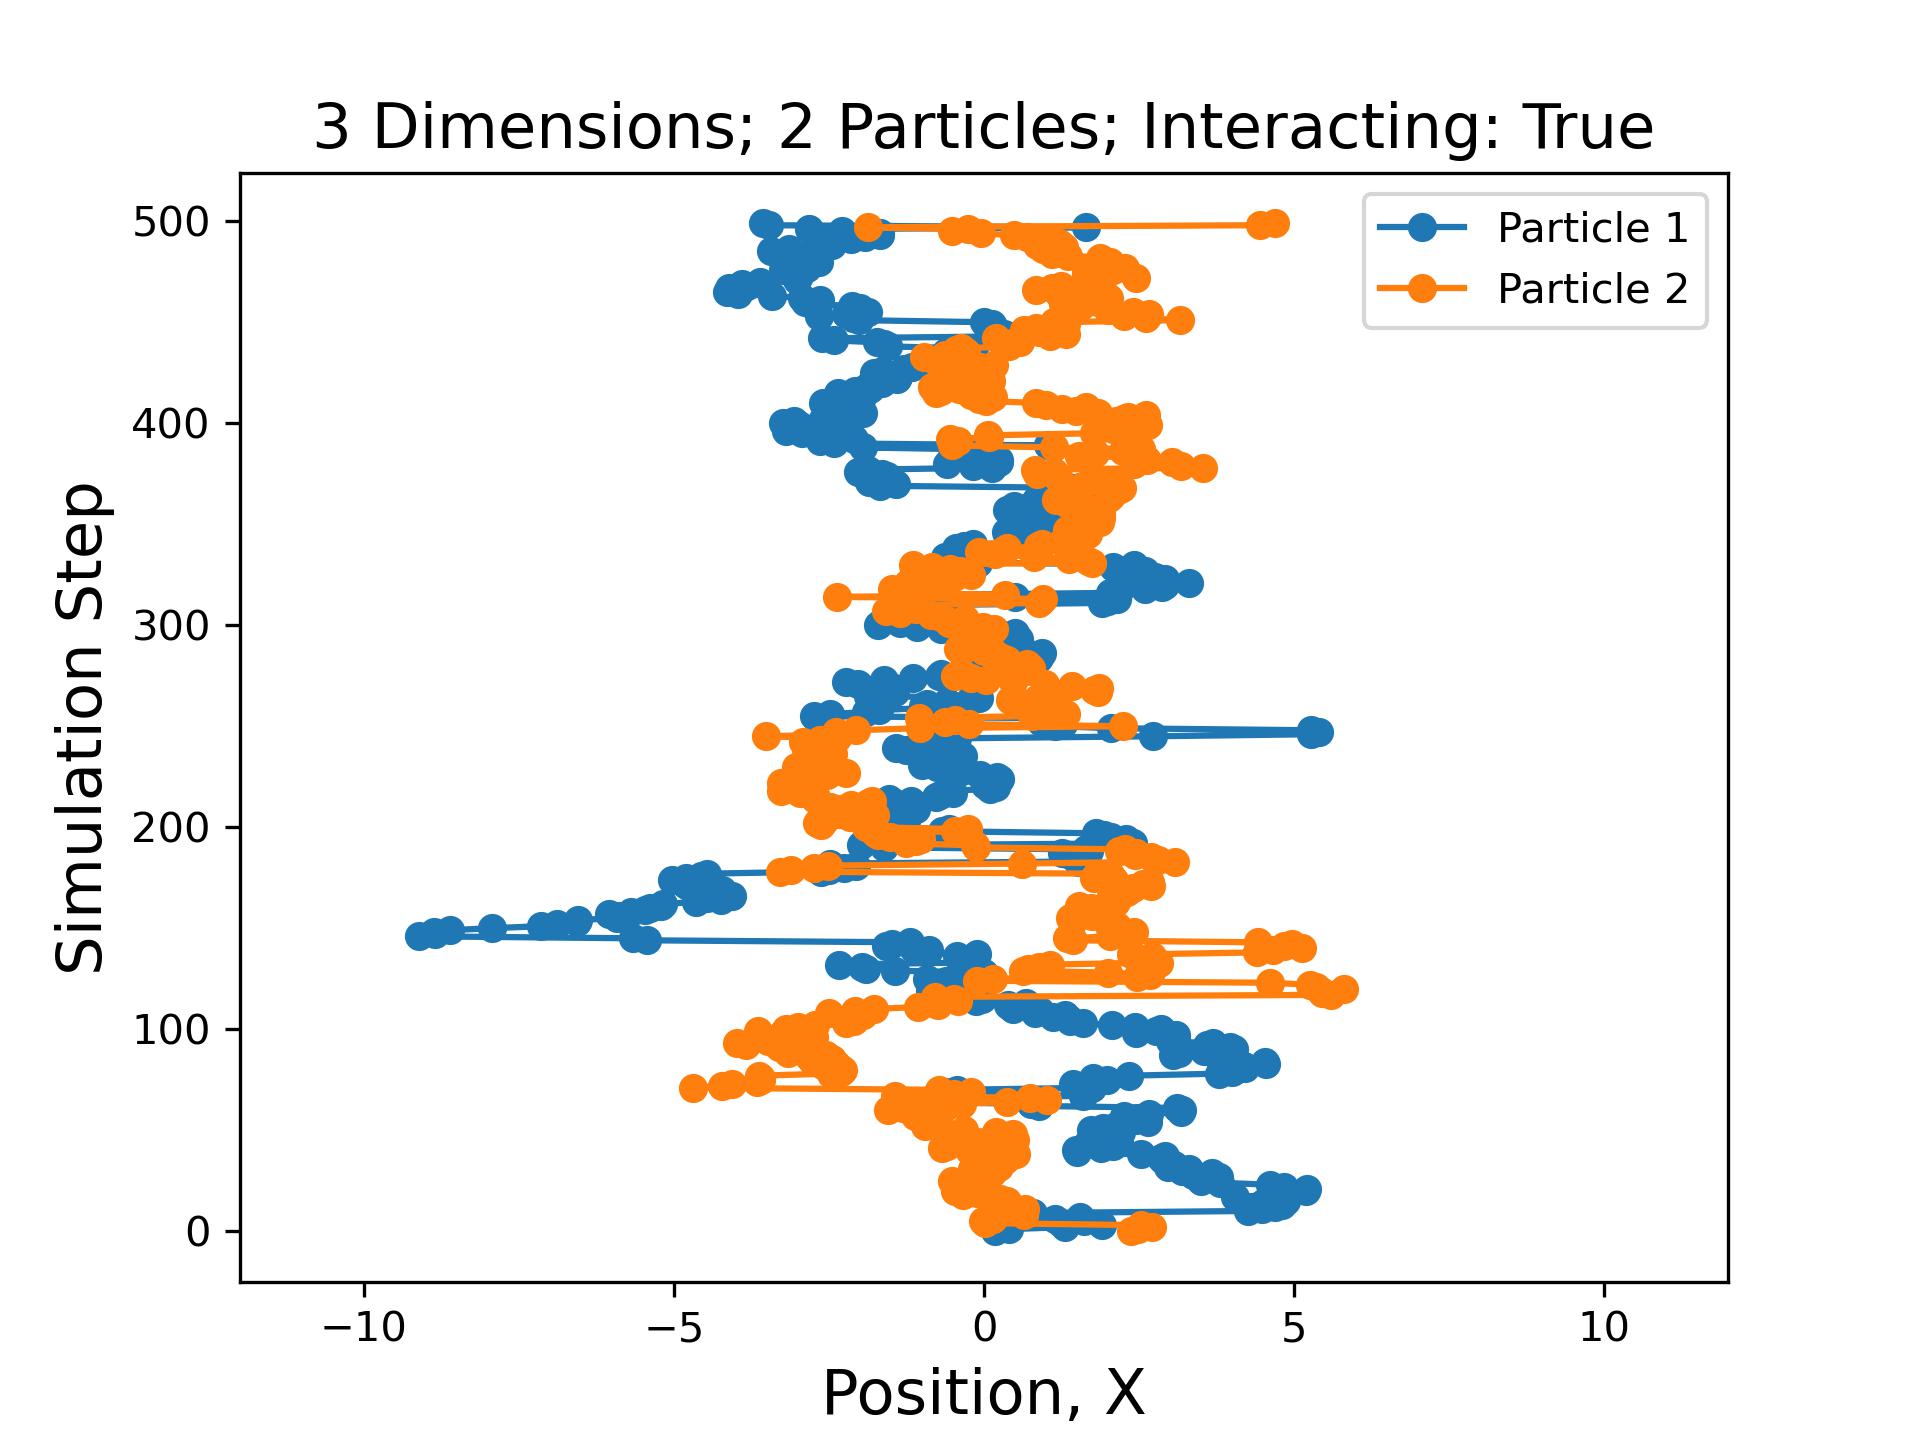 3 Dimensions; 2 Particles; Interacting: True
Particle 1
Particle 2
500
400
300
200
100
0
Simulation Step
−10
−5
0
5
10
Position, X